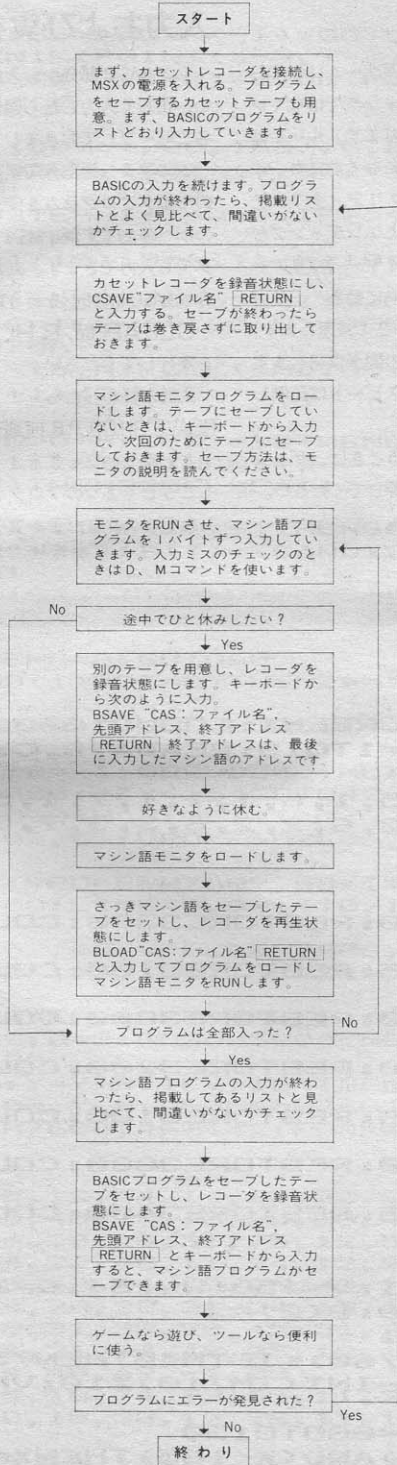 スタート
まず、カセットレコーダを接続し、
MSXの電源を入れる。プログラム
をセーブするカセットテープも用
意。まず、BASICのプログラムをリ
ストどおり入力していきます。
BASICの入力を続けます。プログラ
ムの入力が終わったら、掲載リス
トとよく見比べて、間違いがない
かチェックします。
カセットレコーダを録音状態にし、
CSAVE"ファイル名" RETURN
と入力する。セーブが終わったら
テープは巻き戻さずに取り出して
おきます。
マシン語モニタプログラムをロー
ドします。テープにセーブしてい
ないときは、キーボードから入力
し、次回のためにテープにセーブ
しておきます。セーブ方法は、モ
ニタの説明を読んでください。
モニタをRUNさせ、マシン語プロ
グラムを1バイトずつ入力してい
きます。入力ミスのチェックのと
きはD、Mコマンドを使います。
No
途中でひと休みしたい?
Yes
別のテープを用意し、レコーダを
録音状態にします。キーボードか
ら次のように入力。
BSAVE "CAS:ファイル名",
先頭アドレス、終了アドレス
RETURN 終了アドレスは、最後
に入力したマシン語のアドレスです
好きなように休む。
マシン語モニタをロードします。
さっきマシン語をセーブしたテー
プをセットし、レコーダを再生状
態にします。
BLOAD"CAS:ファイル名" RETURN
と入力してプログラムをロードし
マシン語モニタをRUNします。
プログラムは全部入った?
No
Yes
マシン語プログラムの入力が終わ
ったら、掲載してあるリストと見
比べて、間違いがないかチェック
します。
BASICプログラムをセーブしたテー
プをセットし、レコーダを録音状
態にします。
BSAVE "CAS:ファイル名",
先頭アドレス、終了アドレス
RETURN とキーボードから入力
すると、マシン語プログラムがセ
ーブできます。
ゲームなら遊び、ツールなら便利
に使う。
プログラムにエラーが発見された?
Yes
No
終わり